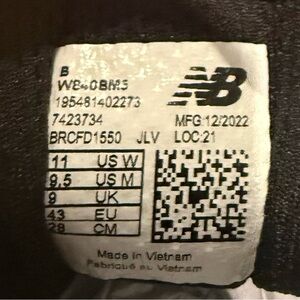 B
195481402273
NB
7423734
MFG:12/2022
BRCFD1550 JLV LOC:21
11 US W
9.5 US M
9 UK
43 EU
28 CM
Made in Vietnam
Fabriqué au Vietnam